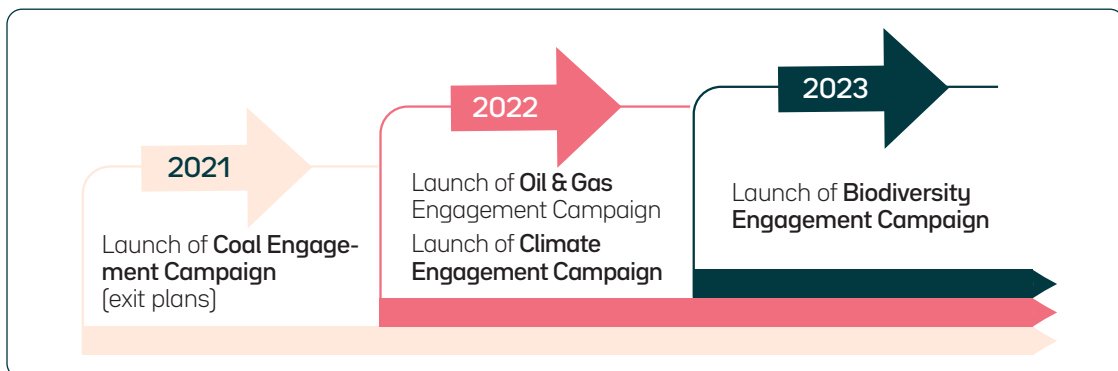 2021
Launch of Coal Engage-
ment Campaign
(exit plans)
2022
Launch of Oil & Gas
Engagement Campaign
Launch of Climate
Engagement Campaign
2023
Launch of Biodiversity
Engagement Campaign